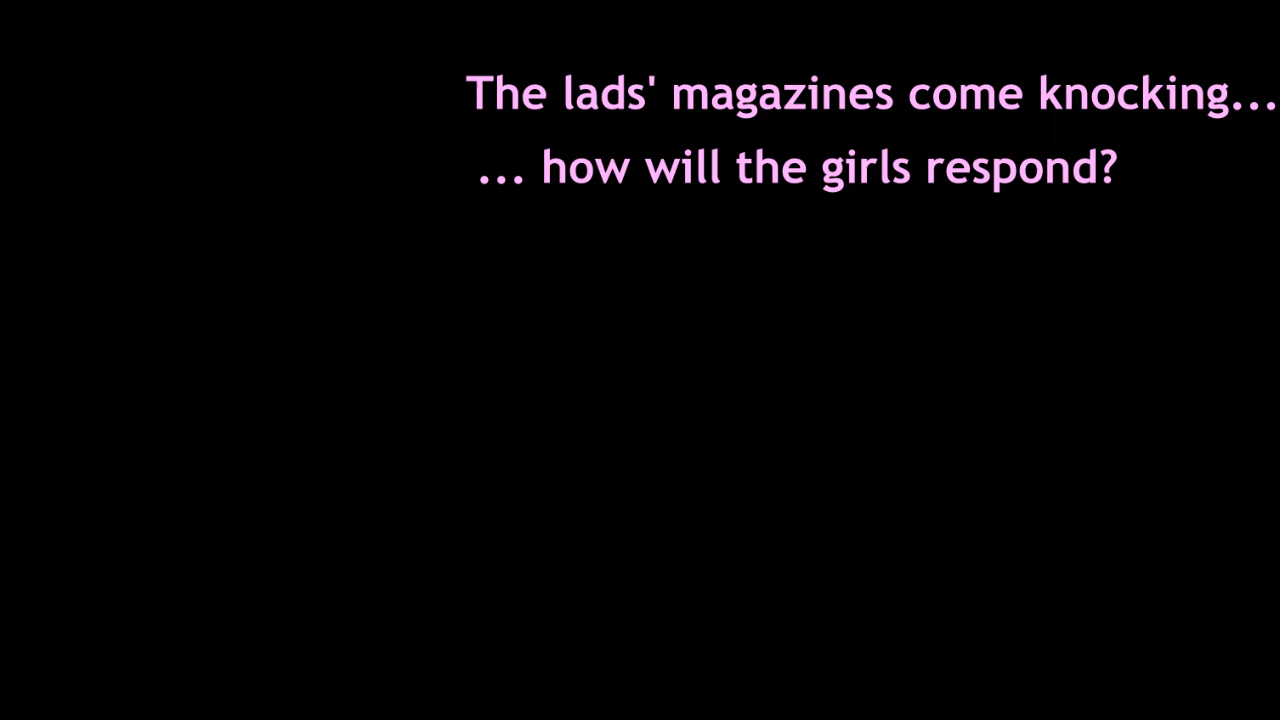 The lads' magazines come knocking...
... how will the girls respond?